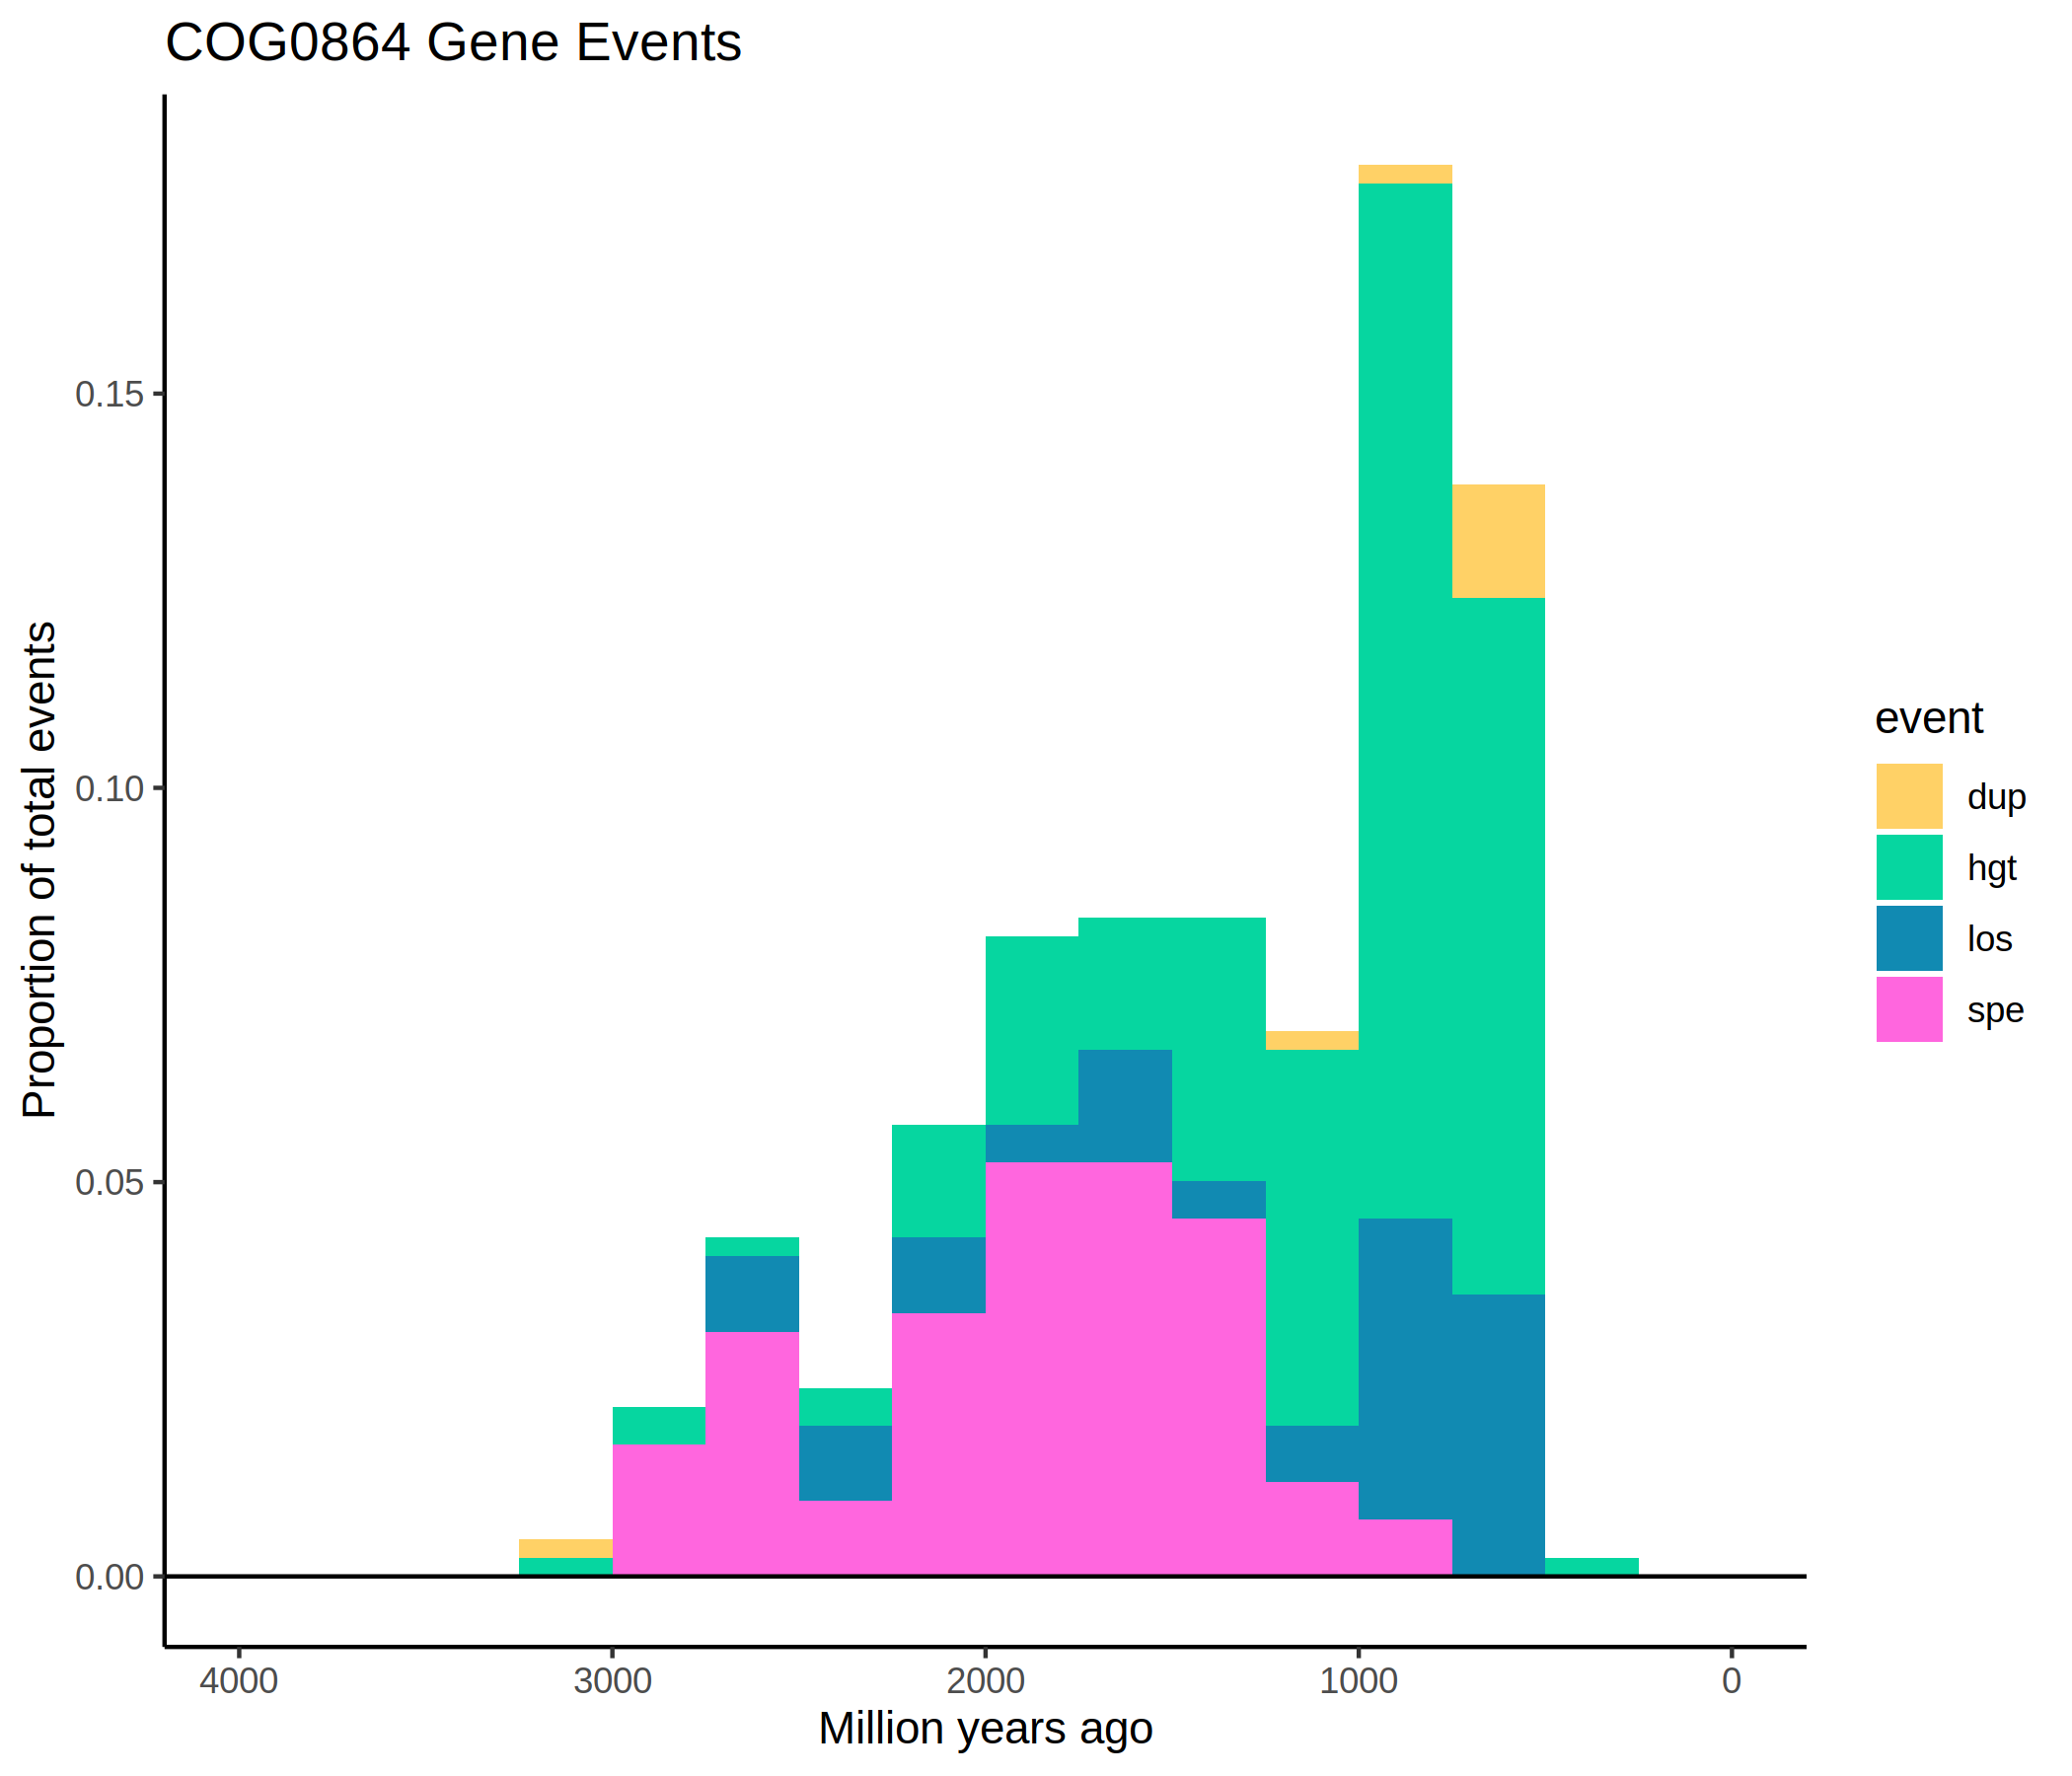 COG0864 Gene Events
Proportion of total events
0.15
0.10
0.05
0.00
4000 3000 2000 1000 0
Million years ago
event
dup
hgt
los
spe